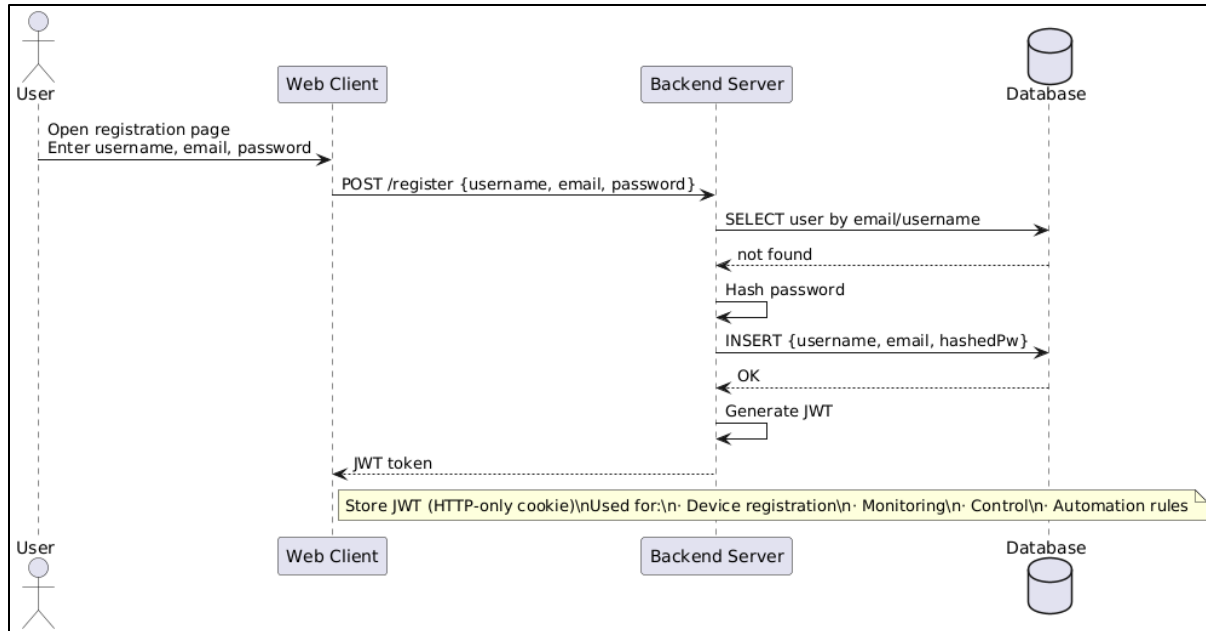 User
Web Client
Backend Server
Database
Open registration page
Enter username, email, password
POST /register {username, email, password}
SELECT user by email/username
not found
Hash password
INSERT {username, email, hashedPw}
OK
Generate JWT
JWT token
Store JWT (HTTP-only cookie)\nUsed for:\n· Device registration\n· Monitoring\n· Control\n· Automation rules
User
Web Client
Backend Server
Database